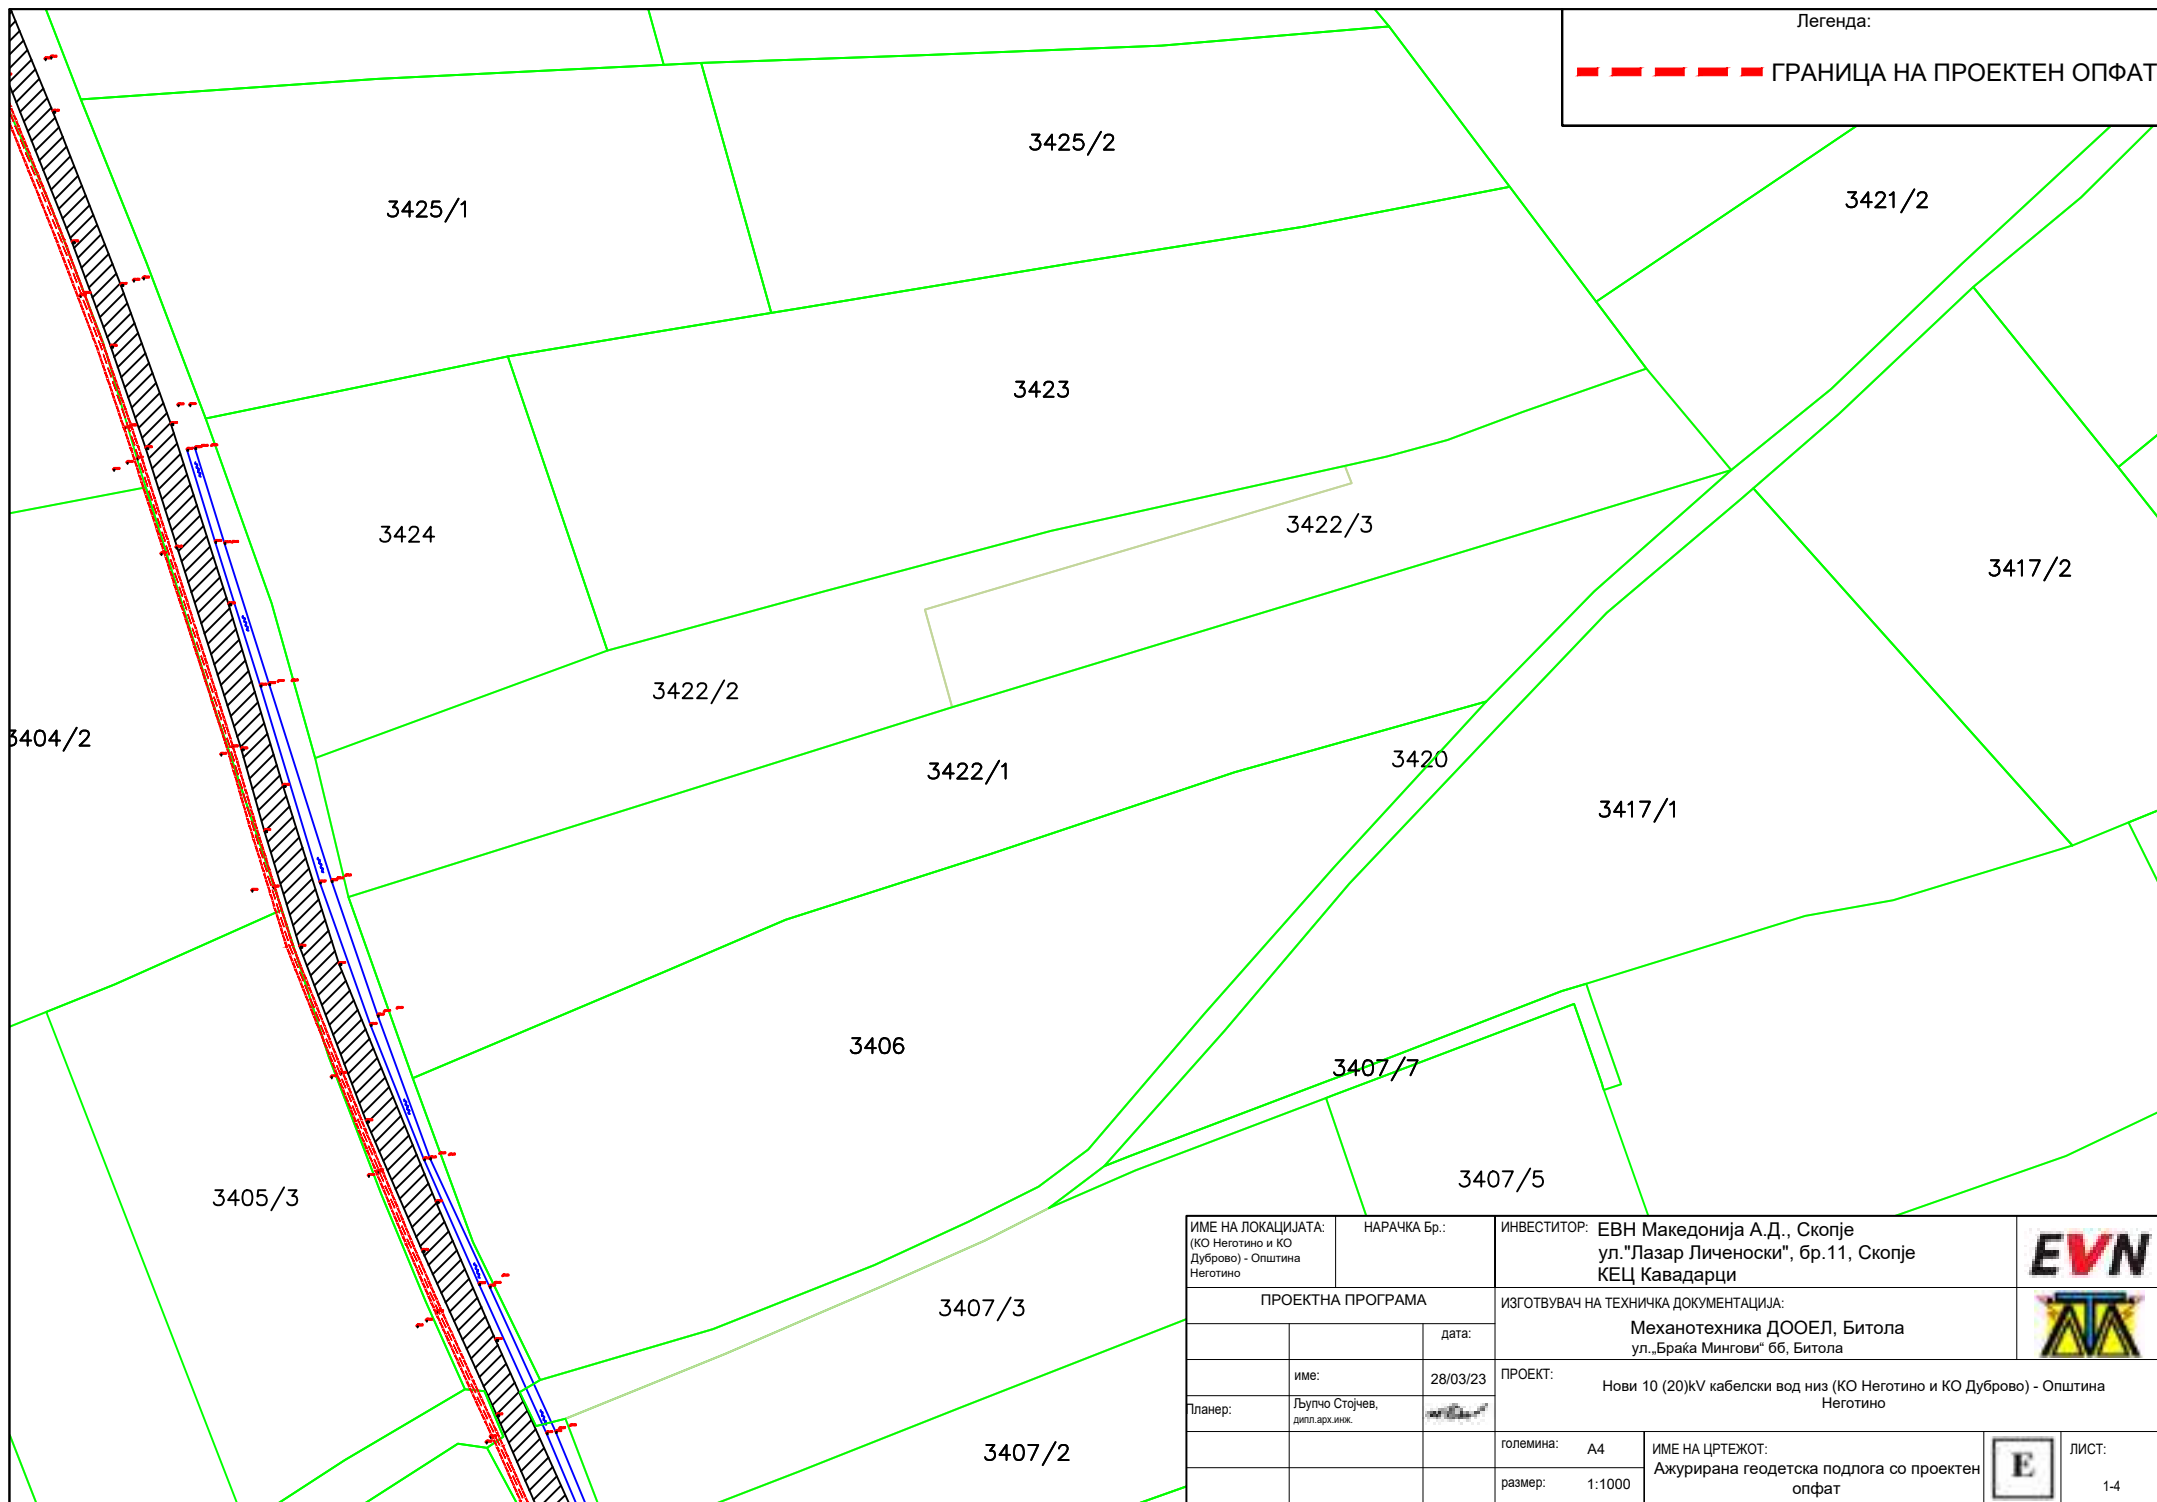 Легенда:
ГРАНИЦА НА ПРОЕКТЕН ОПФАТ
3425/2
3425/1
3421/2
3423
3424
3422/3
3417/2
3422/2
3404/2
3422/1
3420
3417/1
3406
3407/7
3405/3
3407/5
3407/3
3407/2
ИМЕ НА ЛОКАЦИЈАТА:
(КО Неготино и КО
Дуброво) - Општина
Неготино
НАРАЧКА Бр.:
ИНВЕСТИТОР: ЕВН Македонија А.Д., Скопје
ул."Лазар Личеноски", бр.11, Скопје
КЕЦ Кавадарци
EVN
ПРОЕКТНА ПРОГРАМА
ИЗГОТВУВАЧ НА ТЕХНИЧКА ДОКУМЕНТАЦИЈА:
Механотехника ДООЕЛ, Битола
ул.„Браќа Мингови“ бб, Битола
дата:
име:
28/03/23
ПРОЕКТ:
Нови 10 (20)kV кабелски вод низ (КО Неготино и КО Дуброво) - Општина
Неготино
Планер:
Љупчо Стојчев,
дипл.арх.инж.
големина: А4
размер: 1:1000
ИМЕ НА ЦРТЕЖОТ:
Ажурирана геодетска подлога со проектен
опфат
Е
ЛИСТ:
1-4